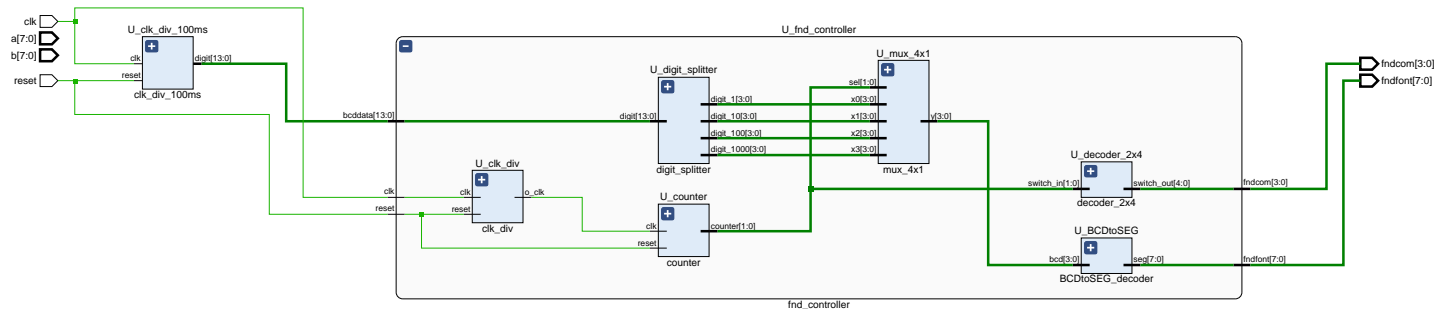 clk
a[7:0]
b[7:0]
reset
U_clk_div_100ms
clk
reset
digit[13:0]
clk_div_100ms
U_fnd_controller
bcddata[13:0]
clk
reset
U_clk_div
clk
reset
o_clk
clk_div
U_digit_splitter
digit[13:0]
digit_1[3:0]
digit_10[3:0]
digit_100[3:0]
digit_1000[3:0]
digit_splitter
U_counter
clk
reset
counter[1:0]
counter
U_mux_4x1
sel[1:0]
x0[3:0]
x1[3:0]
x2[3:0]
x3[3:0]
y[3:0]
mux_4x1
U_decoder_2x4
switch_in[1:0]
switch_out[4:0]
decoder_2x4
U_BCDtoSEG
bcd[3:0]
seg[7:0]
BCDtoSEG_decoder
fndcom[3:0]
fndfont[7:0]
fnd_controller
fndcom[3:0]
fndfont[7:0]